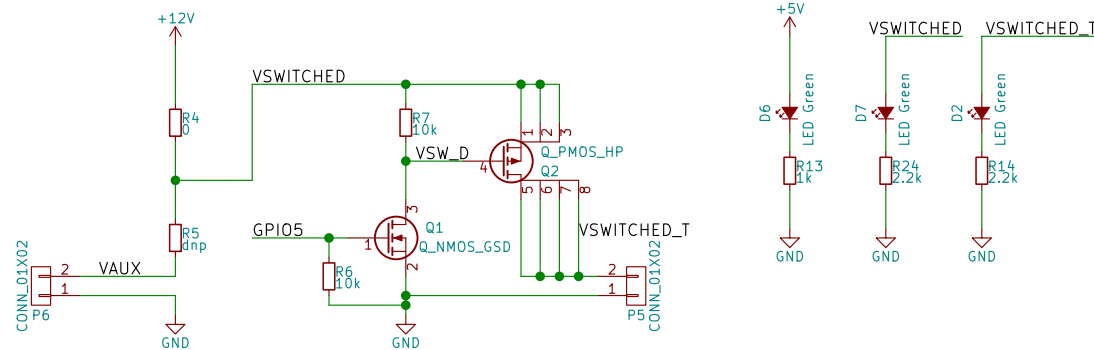 +12V
R4
0
R5
dnp
VAUX
2
1
CONN_01X02
P6
GND
VSWITCHED
R7
10k
VSW_D
GPIO5
R6
10k
1
3
2
Q1
Q_NMOS_GSD
GND
4
1
2
3
Q_PMOS_HP
Q2
5
6
7
8
VSWITCHED_T
2
1
CONN_01X02
P5
+5V
D6
LED Green
R13
1k
GND
VSWITCHED
D7
LED Green
R24
2.2k
GND
VSWITCHED_T
D2
LED Green
R14
2.2k
GND